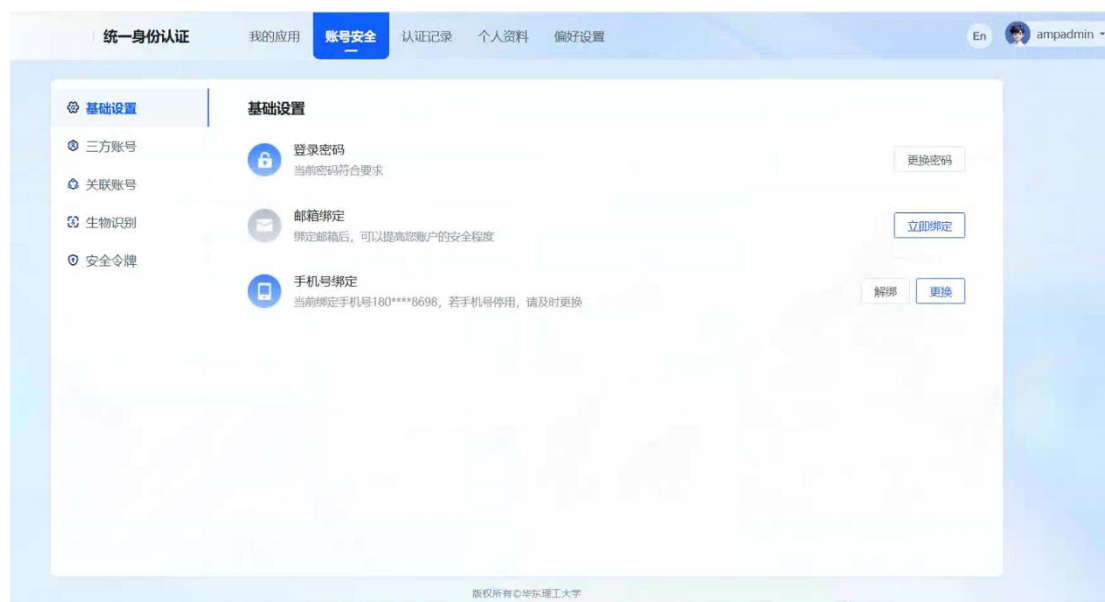 统一身份认证
我的应用
账号安全
认证记录
个人资料
偏好设置
En
ampadmin
基础设置
三方账号
关联账号
生物识别
安全令牌
基础设置
登录密码
当前密码符合要求
更换密码
邮箱绑定
绑定邮箱后，可以提高您账户的安全程度
立即绑定
手机号绑定
当前绑定手机号180****8698，若手机号停用，请及时更换
解绑
更换
版权所有©华东理工大学